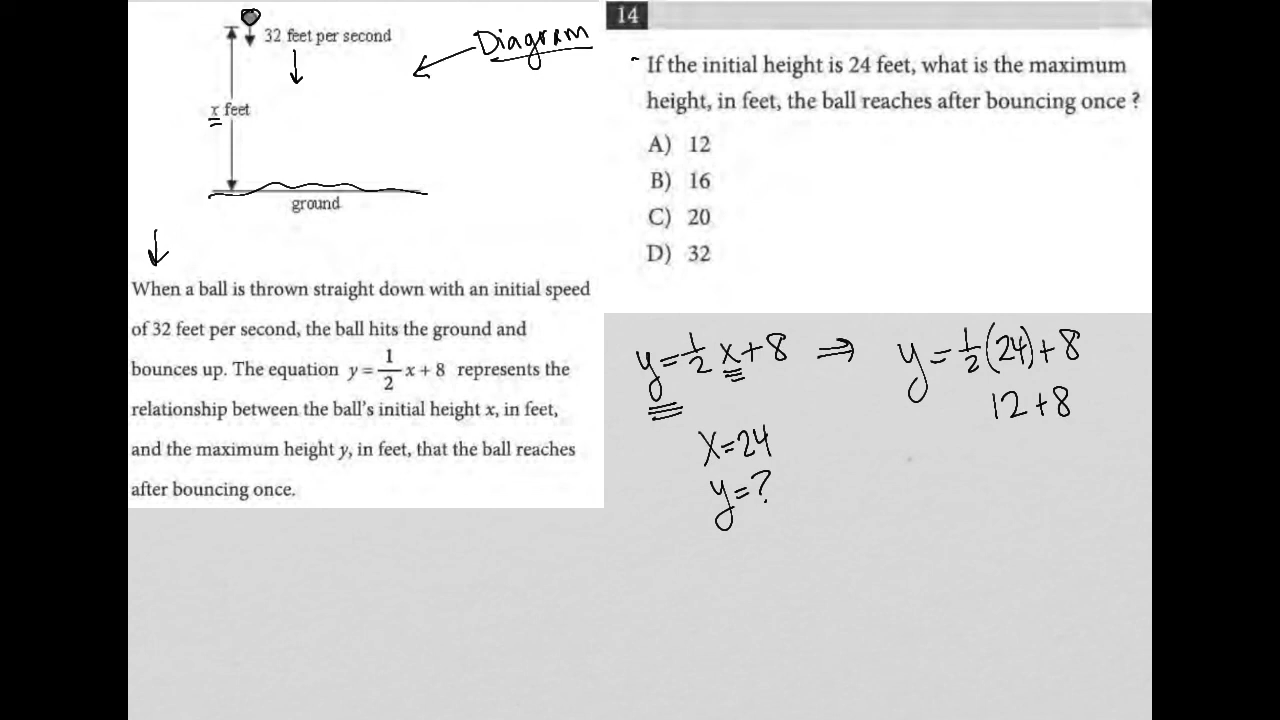 32 feet per second
Diagram
x feet
ground
When a ball is thrown straight down with an initial speed
of 32 feet per second, the ball hits the ground and
bounces up. The equation y = 1/2 x + 8 represents the
relationship between the ball's initial height x, in feet,
and the maximum height y, in feet, that the ball reaches
after bouncing once.
14
If the initial height is 24 feet, what is the maximum
height, in feet, the ball reaches after bouncing once ?
A) 12
B) 16
C) 20
D) 32
y = 1/2 x + 8 ⇒ y = 1/2 (24) + 8
12 + 8
x = 24
y = ?